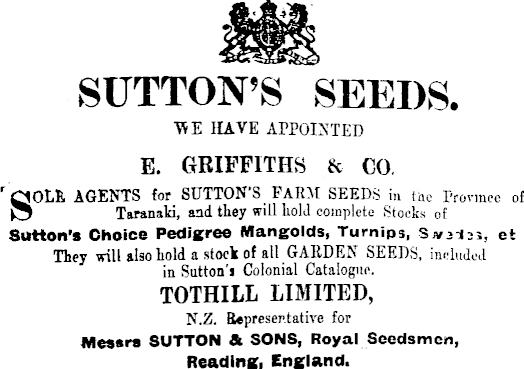 SUTTON'S SEEDS.
WE HAVE APPOINTED
E. GRIFFITHS & CO.
SOLE AGENTS for SUTTON'S FARM SEEDS in the Province of
Taranaki, and they will hold complete Stocks of
Sutton's Choice Pedigree Mangolds, Turnips, Swedes, et
They will also hold a stock of all GARDEN SEEDS, included
in Sutton's Colonial Catalogue.
TOTHILL LIMITED,
N.Z. Representative for
Messrs SUTTON & SONS, Royal Seedsmen,
Reading, England.